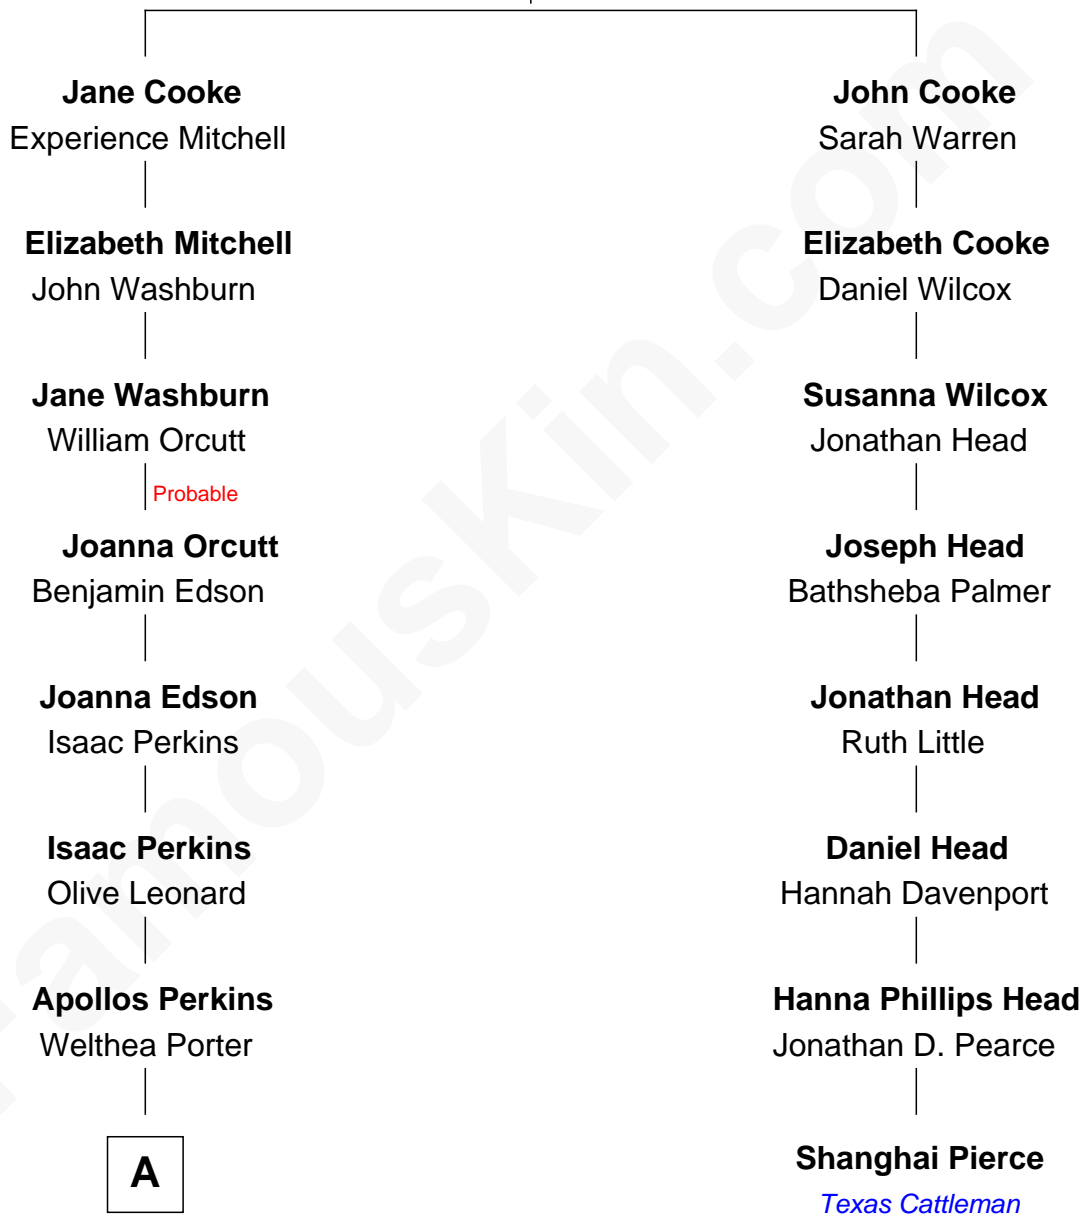 Jane Cooke
Experience Mitchell
John Cooke
Sarah Warren
Elizabeth Mitchell
John Washburn
Elizabeth Cooke
Daniel Wilcox
Jane Washburn
William Orcutt
Susanna Wilcox
Jonathan Head
Probable
Joanna Orcutt
Benjamin Edson
Joseph Head
Bathsheba Palmer
Joanna Edson
Isaac Perkins
Jonathan Head
Ruth Little
Isaac Perkins
Olive Leonard
Daniel Head
Hannah Davenport
Apollos Perkins
Welthea Porter
Hanna Phillips Head
Jonathan D. Pearce
A
Shanghai Pierce
Texas Cattleman
FamousKin.com